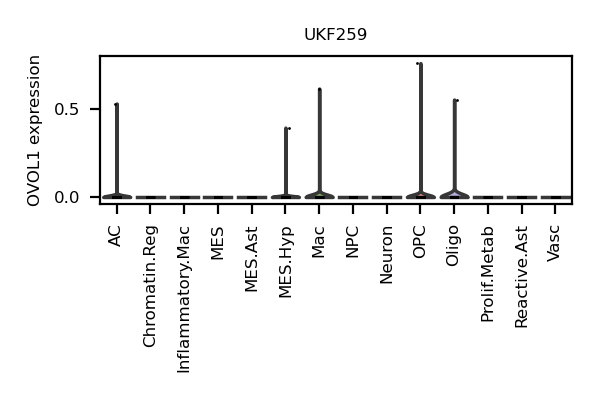 UKF259
OVOL1 expression
0.5
0.0
AC
Chromatin.Reg
Inflammatory.Mac
MES
MES.Ast
MES.Hyp
Mac
NPC
Neuron
OPC
Oligo
Prolif.Metab
Reactive.Ast
Vasc